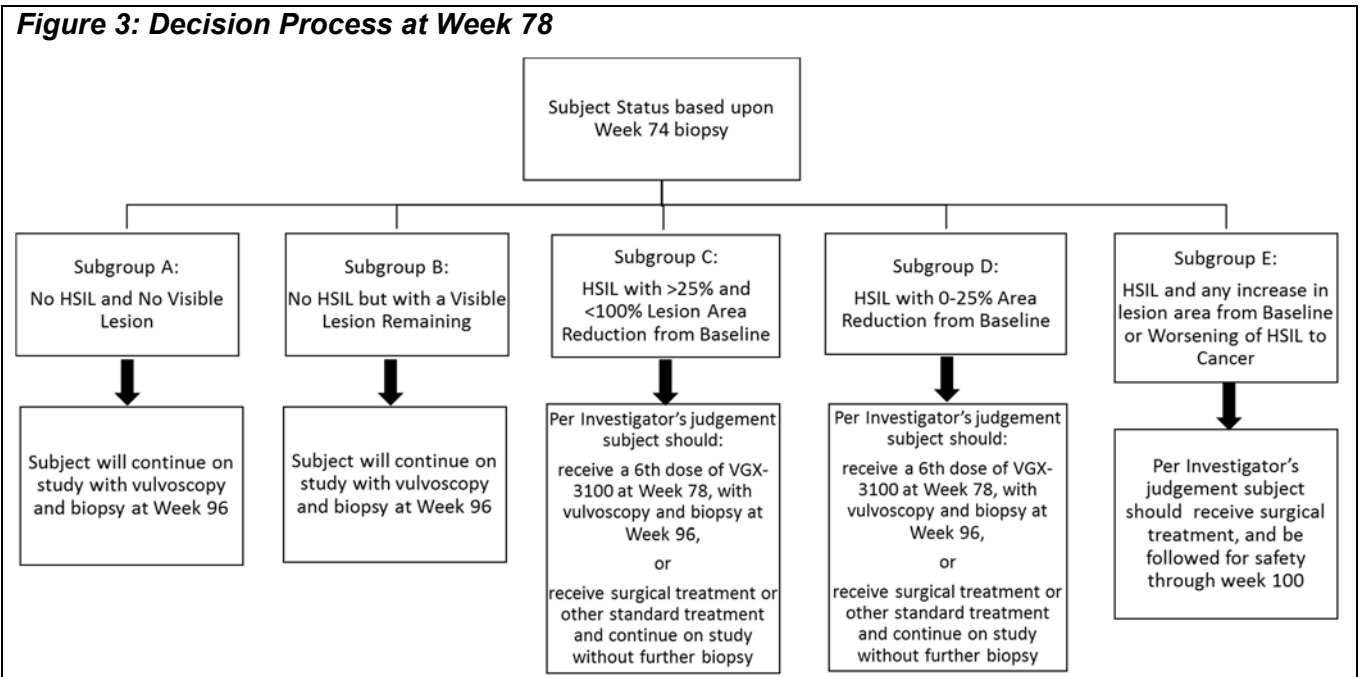 Figure 3: Decision Process at Week 78
Subject Status based upon
Week 74 biopsy
Subgroup A:
No HSIL and No Visible
Lesion
Subject will continue on
study with vulvoscopy
and biopsy at Week 96
Subgroup B:
No HSIL but with a Visible
Lesion Remaining
Subject will continue on
study with vulvoscopy
and biopsy at Week 96
Subgroup C:
HSIL with >25% and
<100% Lesion Area
Reduction from Baseline
Per Investigator's judgement
subject should:
receive a 6th dose of VGX-
3100 at Week 78, with
vulvoscopy and biopsy at
Week 96,
or
receive surgical treatment or
other standard treatment
and continue on study
without further biopsy
Subgroup D:
HSIL with 0-25% Area
Reduction from Baseline
Per Investigator's judgement
subject should:
receive a 6th dose of VGX-
3100 at Week 78, with
vulvoscopy and biopsy at
Week 96,
or
receive surgical treatment or
other standard treatment
and continue on study
without further biopsy
Subgroup E:
HSIL and any increase in
lesion area from Baseline
or Worsening of HSIL to
Cancer
Per Investigator's
judgement subject
should receive surgical
treatment, and be
followed for safety
through week 100